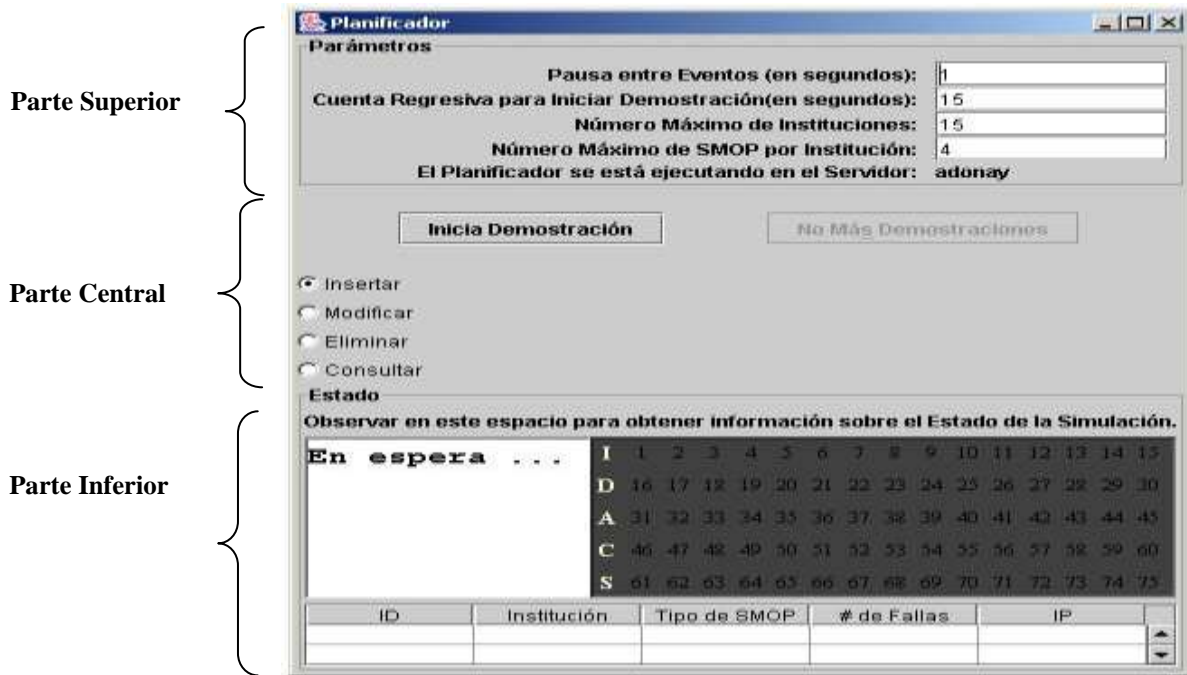 Planificador
Parámetros
Parte Superior
Pausa entre Eventos (en segundos): 1
Cuenta Regresiva para Iniciar Demostración(en segundos): 15
Número Máximo de Instituciones: 15
Número Máximo de SMOP por Institución: 4
El Planificador se está ejecutando en el Servidor: adonay
Inicia Demostración No Más Demostraciones
Parte Central
Insertar
Modificar
Eliminar
Consultar
Estado
Observar en este espacio para obtener información sobre el Estado de la Simulación.
Parte Inferior
En espera ...
I 1 2 3 4 5 6 7 8 9 10 11 12 13 14 15
D 16 17 18 19 20 21 22 23 24 25 26 27 28 29 30
A 31 32 33 34 35 36 37 38 39 40 41 42 43 44 45
C 46 47 48 49 50 51 52 53 54 55 56 57 58 59 60
S 61 62 63 64 65 66 67 68 69 70 71 72 73 74 75
ID Institución Tipo de SMOP # de Fallas IP